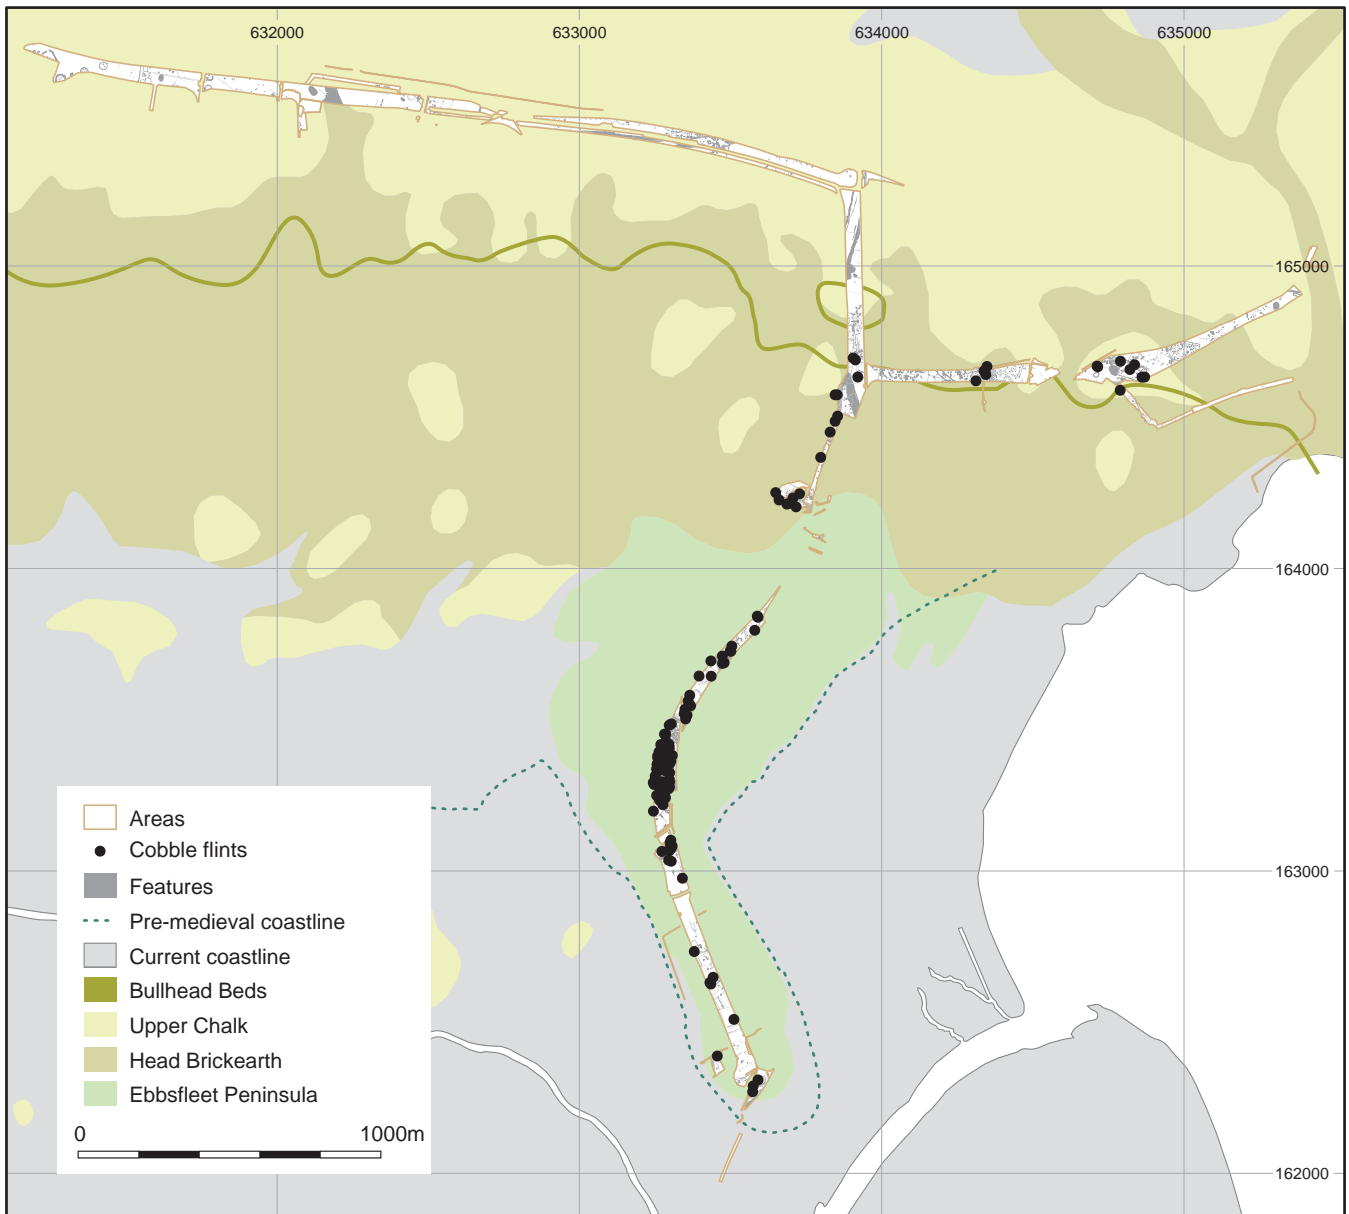 632000 633000 634000 635000
165000
164000
163000
162000
Areas
Cobble flints
Features
Pre-medieval coastline
Current coastline
Bullhead Beds
Upper Chalk
Head Brickearth
Ebbsfleet Peninsula
0 1000m